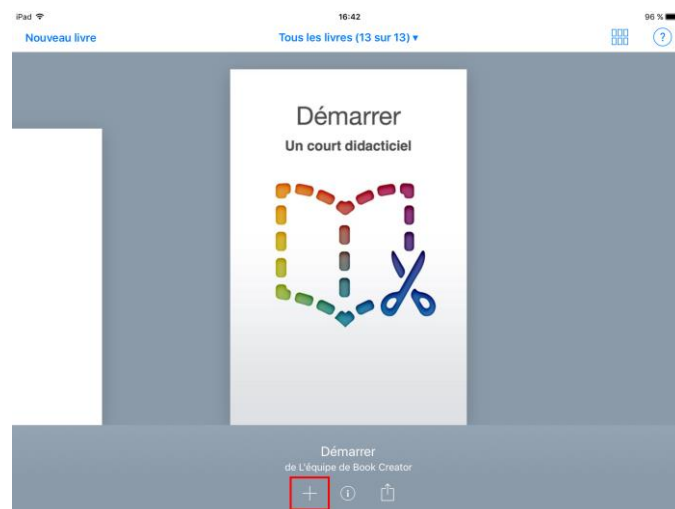 iPad 16:42 96 %
Nouveau livre Tous les livres (13 sur 13) ▾ ?
Démarrer
Un court didacticiel
Démarrer
de L'équipe de Book Creator